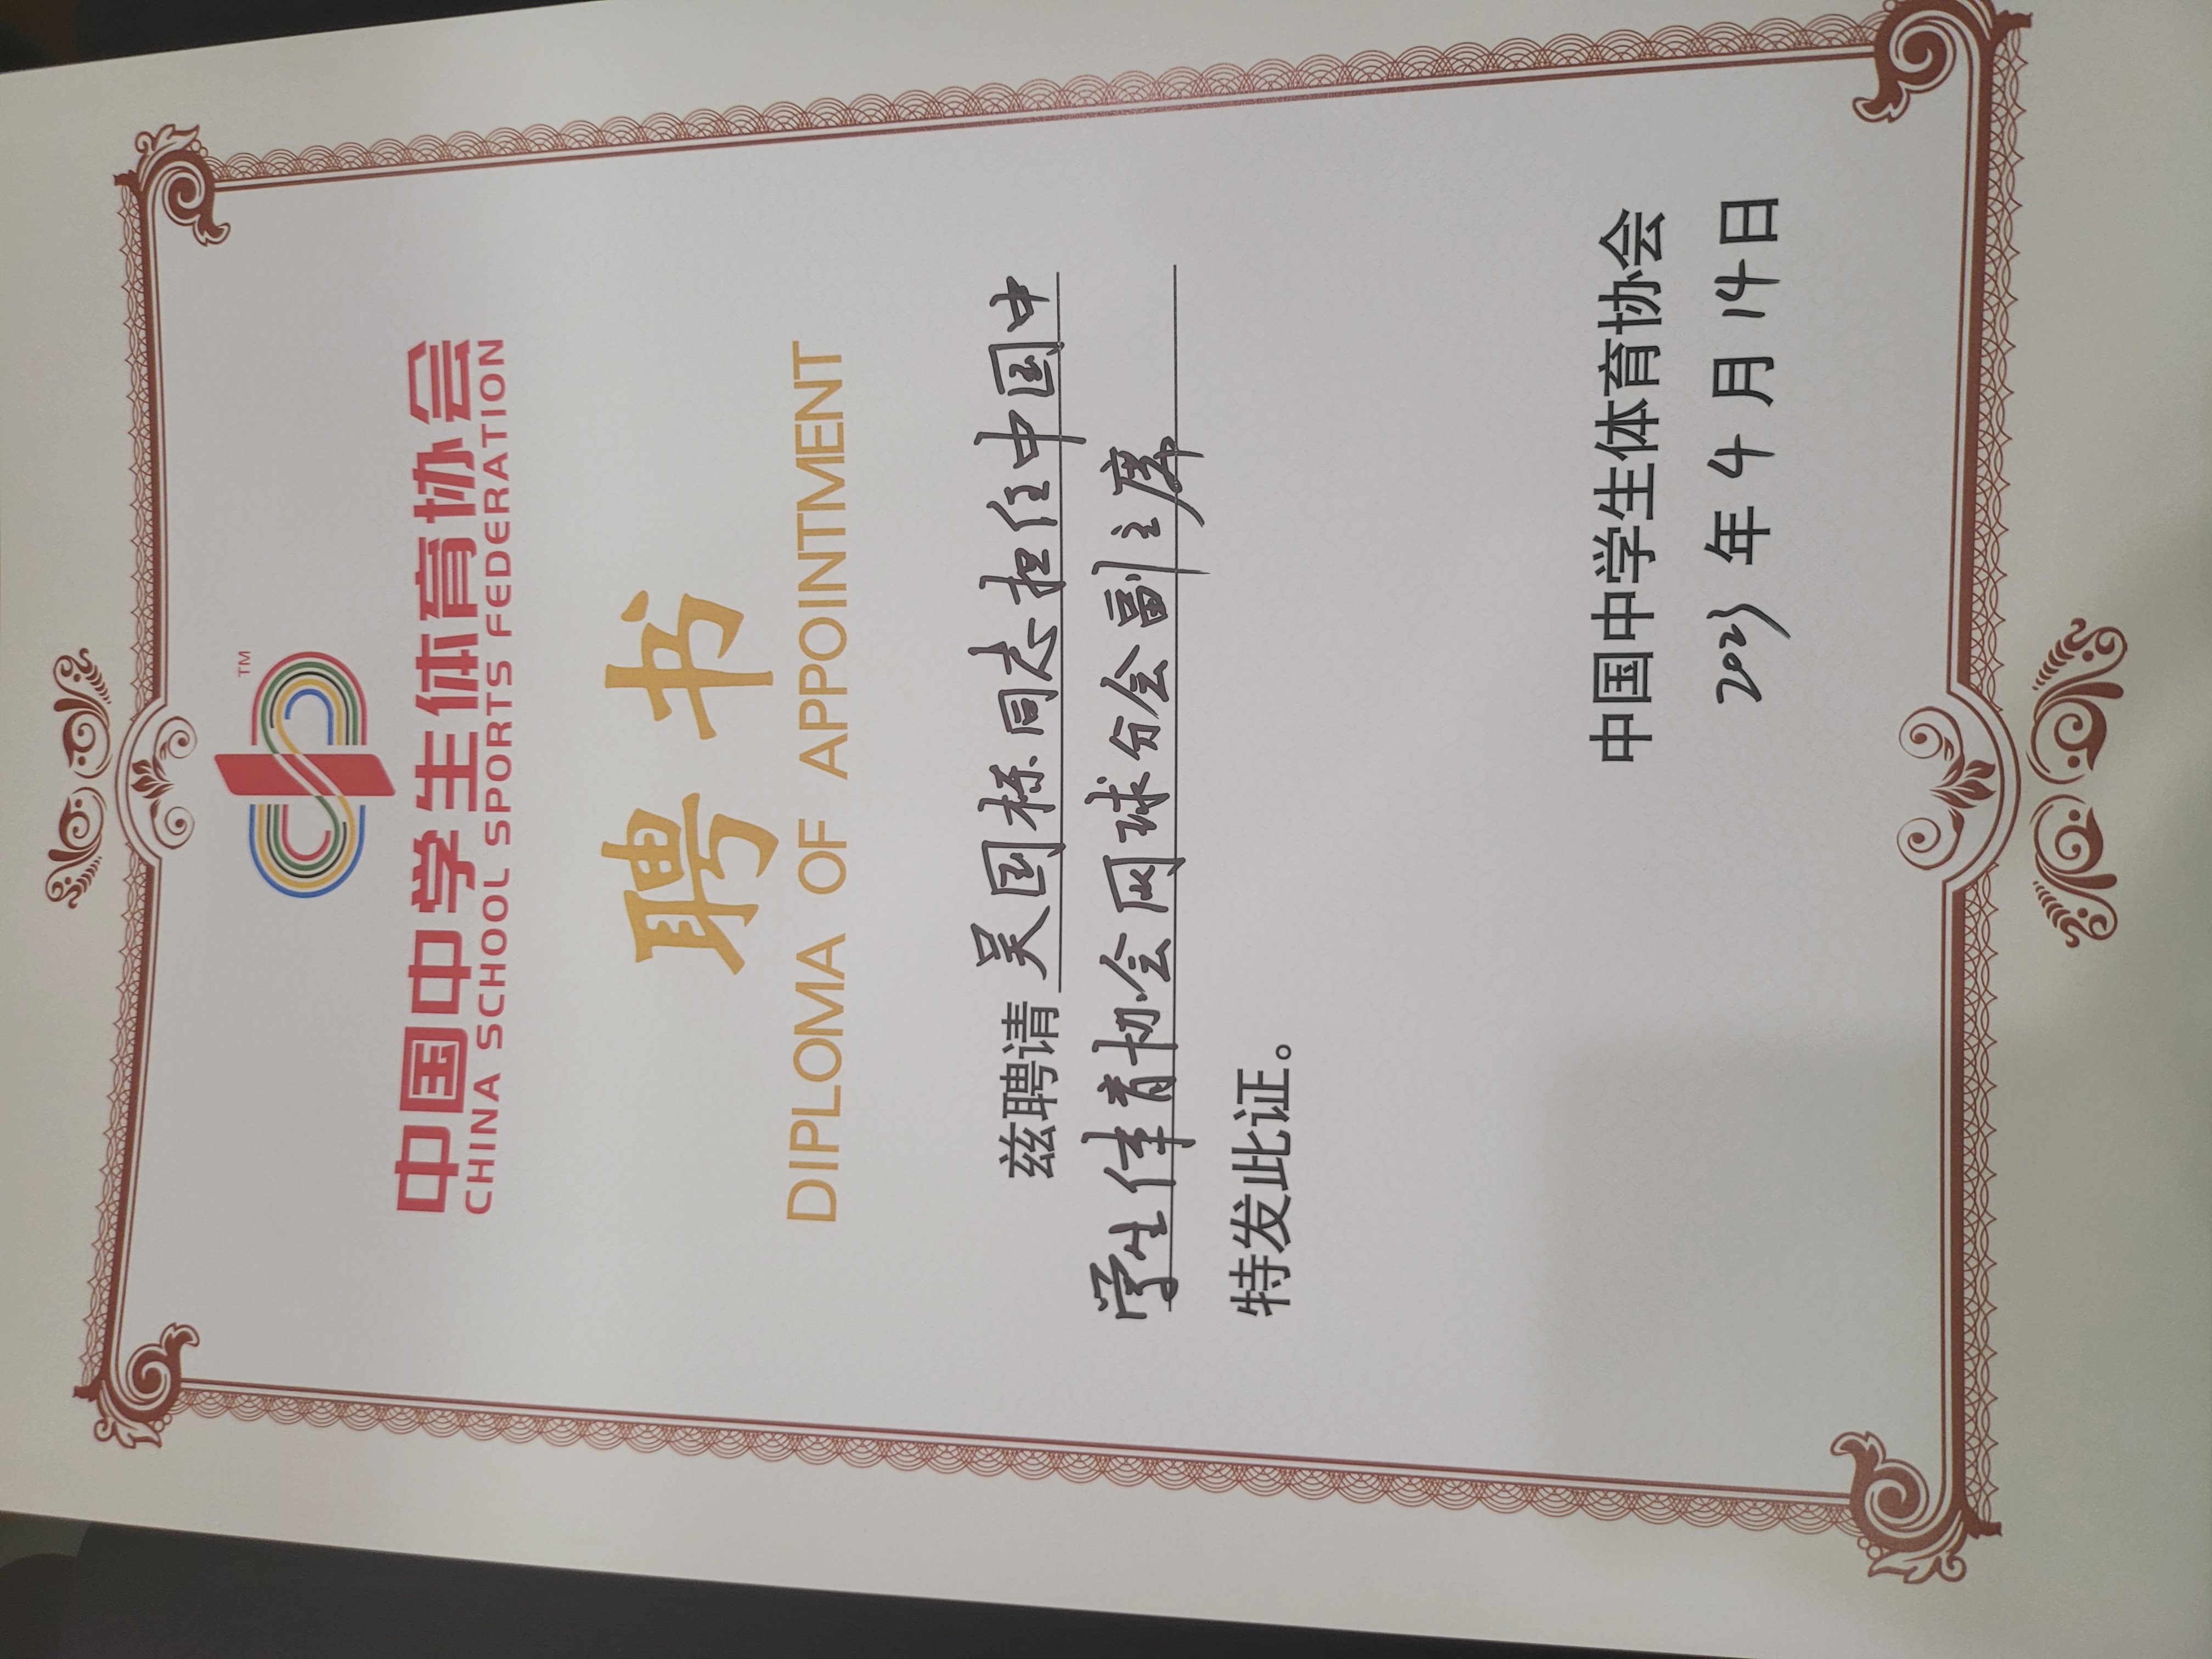 TM
中国中学生体育协会
CHINA SCHOOL SPORTS FEDERATION
聘书
DIPLOMA OF APPOINTMENT
兹聘请 吴国栋同志担任中国中
学生体育协会网球分会副主席
特发此证。
中国中学生体育协会
2023 年 4 月 14 日